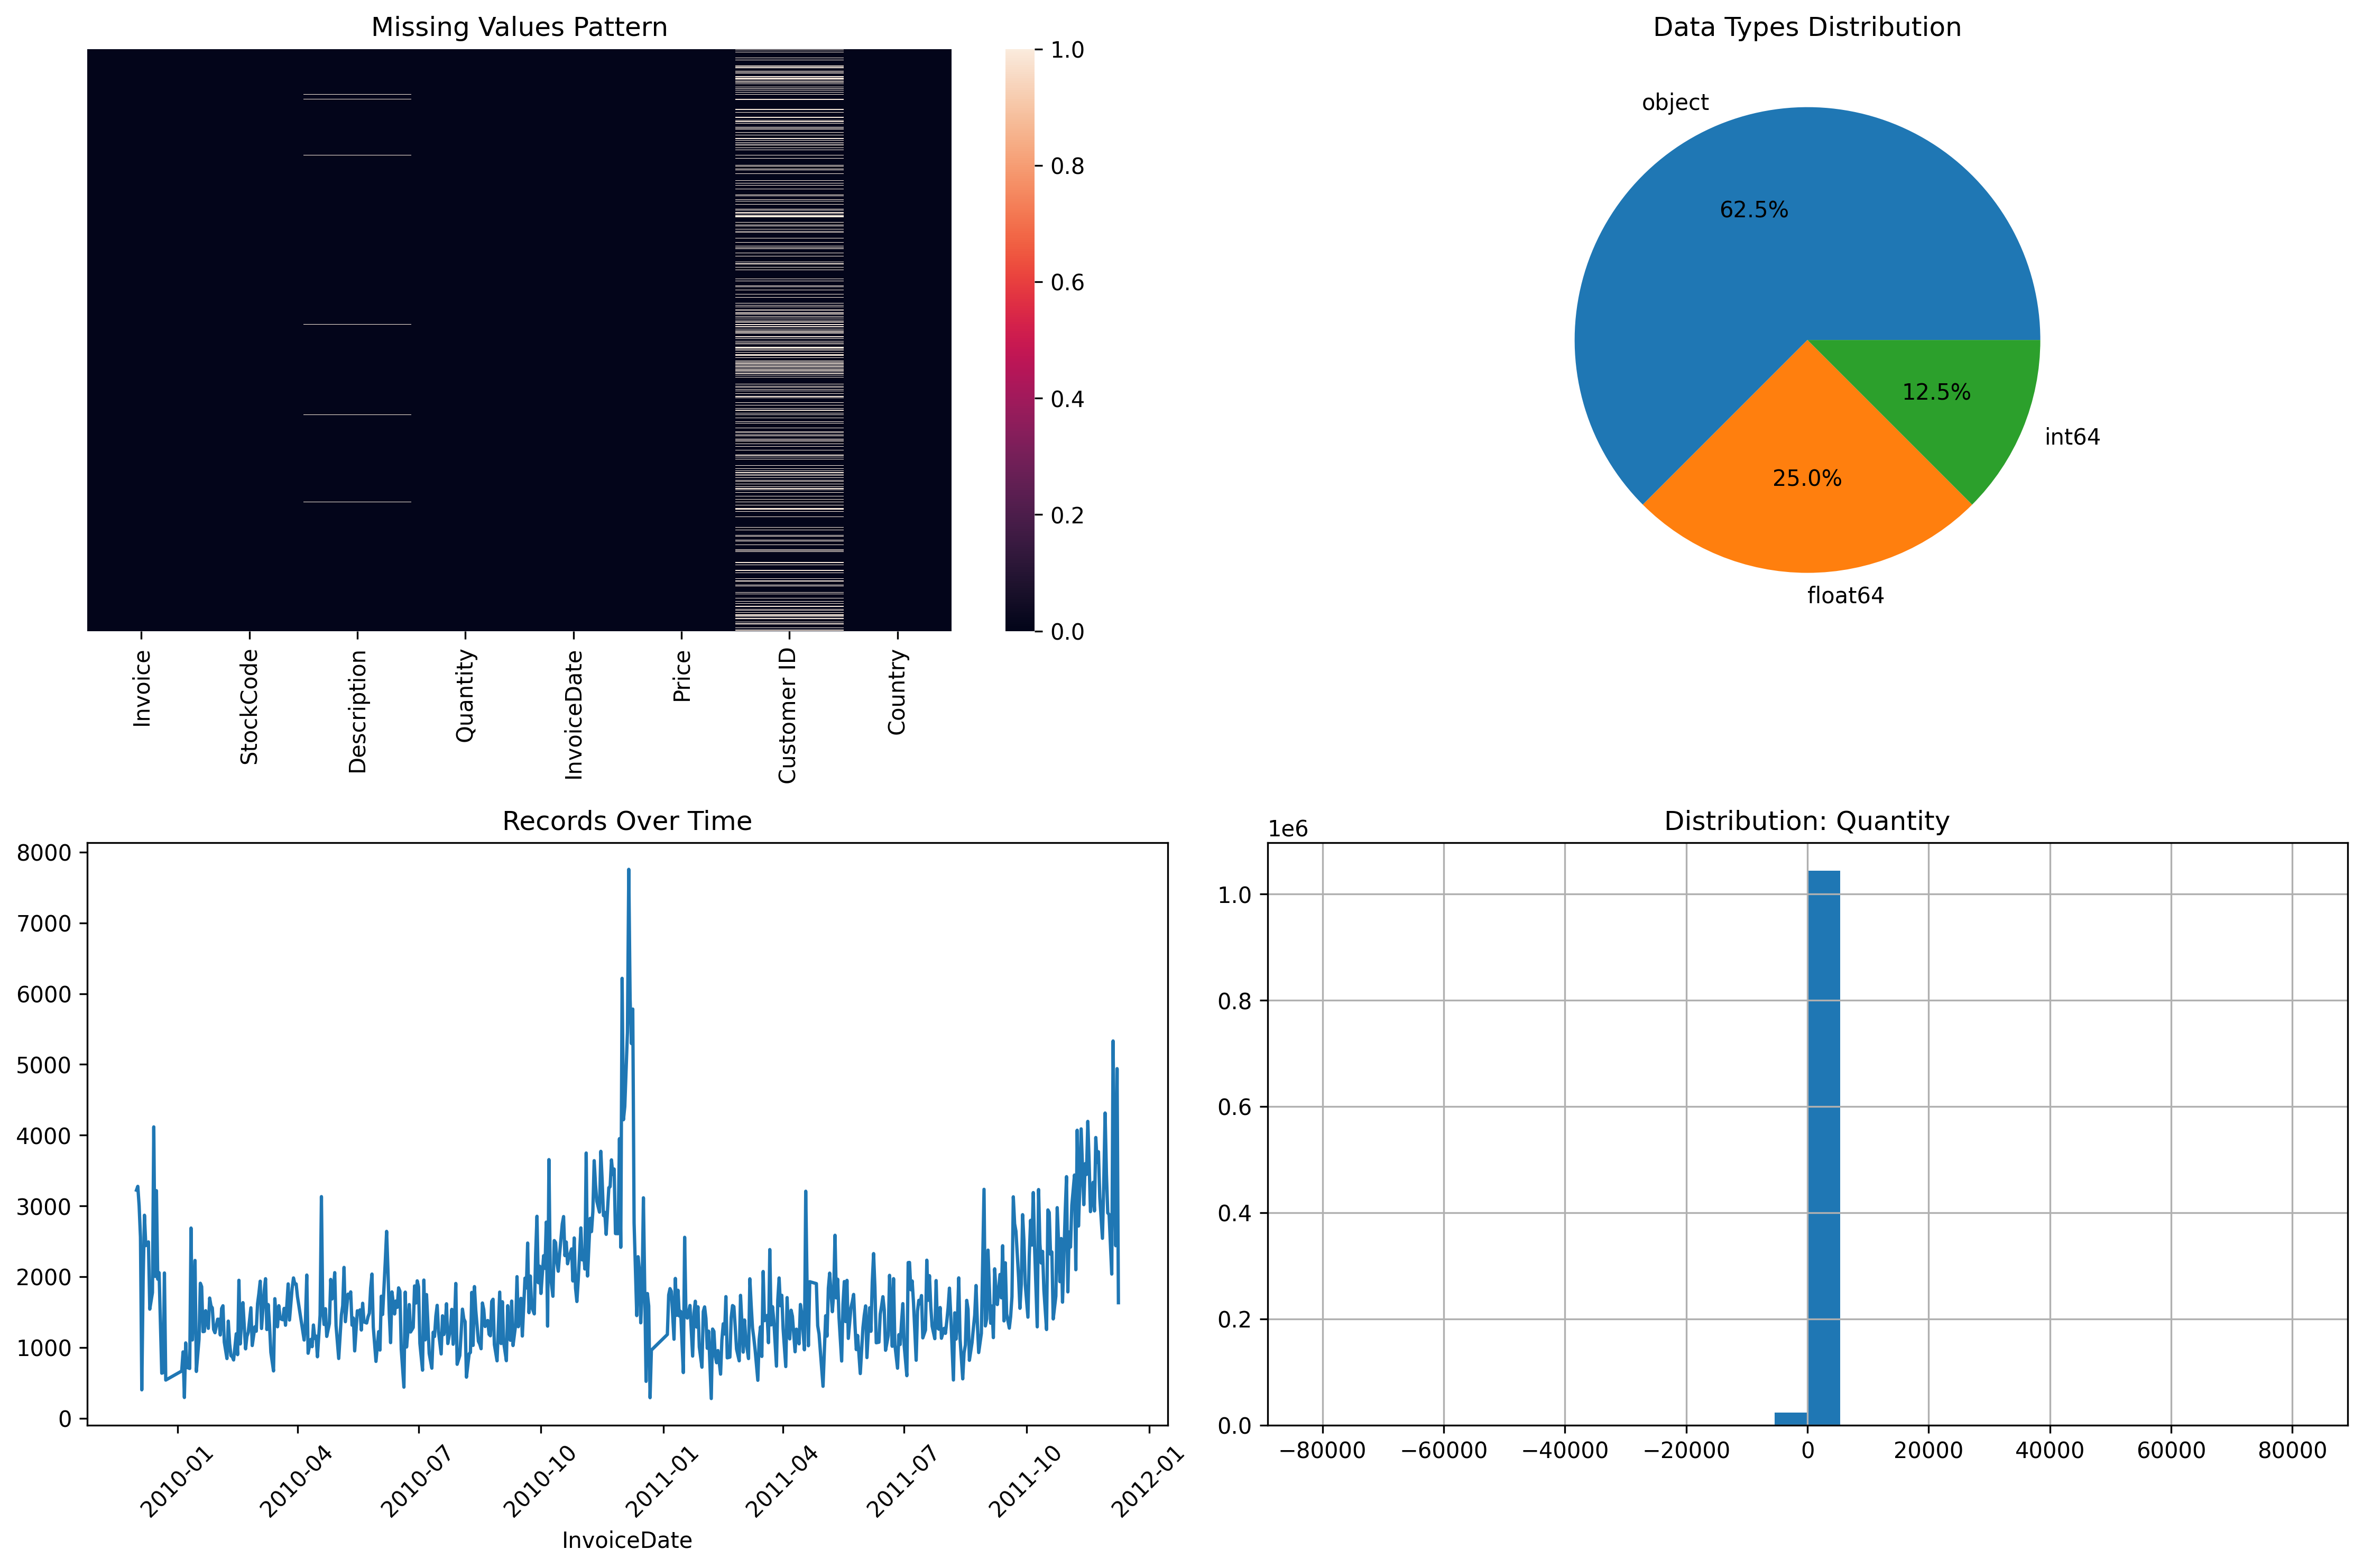 Missing Values Pattern
1.0
0.8
0.6
0.4
0.2
0.0
Invoice
StockCode
Description
Quantity
InvoiceDate
Price
Customer ID
Country
Data Types Distribution
object
62.5%
12.5%
int64
25.0%
float64
Records Over Time
8000
7000
6000
5000
4000
3000
2000
1000
0
2010-01
2010-04
2010-07
2010-10
2011-01
2011-04
2011-07
2011-10
2012-01
InvoiceDate
Distribution: Quantity
1e6
1.0
0.8
0.6
0.4
0.2
0.0
−80000
−60000
−40000
−20000
0
20000
40000
60000
80000